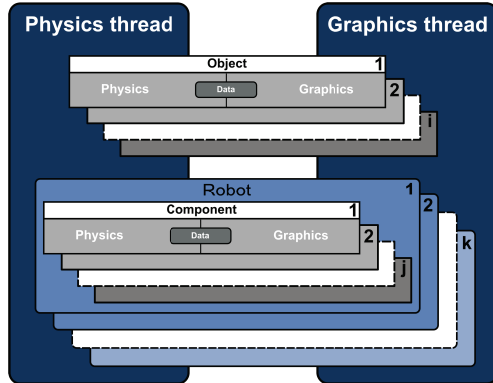 Physics thread Graphics thread
Object 1
Physics Data Graphics 2
i
Robot 1
Component 1 2
Physics Data Graphics 2 k
j